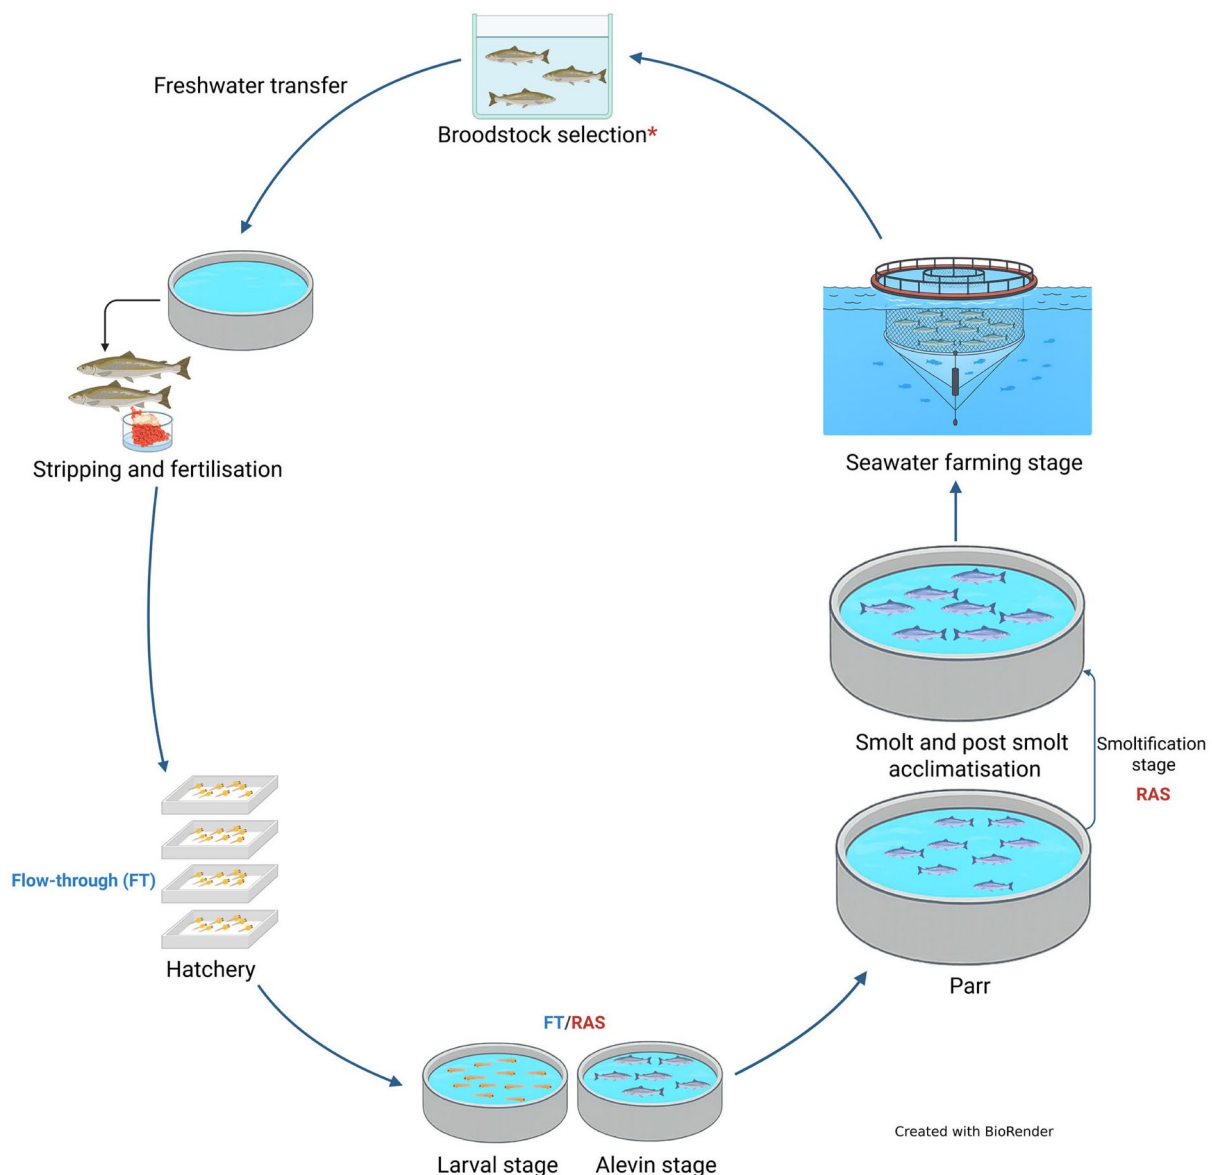 Freshwater transfer
Broodstock selection*
Stripping and fertilisation
Seawater farming stage
Smolt and post smolt
acclimatisation
Smoltification
stage
RAS
Flow-through (FT)
Hatchery
Parr
FT/RAS
Larval stage
Alevin stage
Created with BioRender